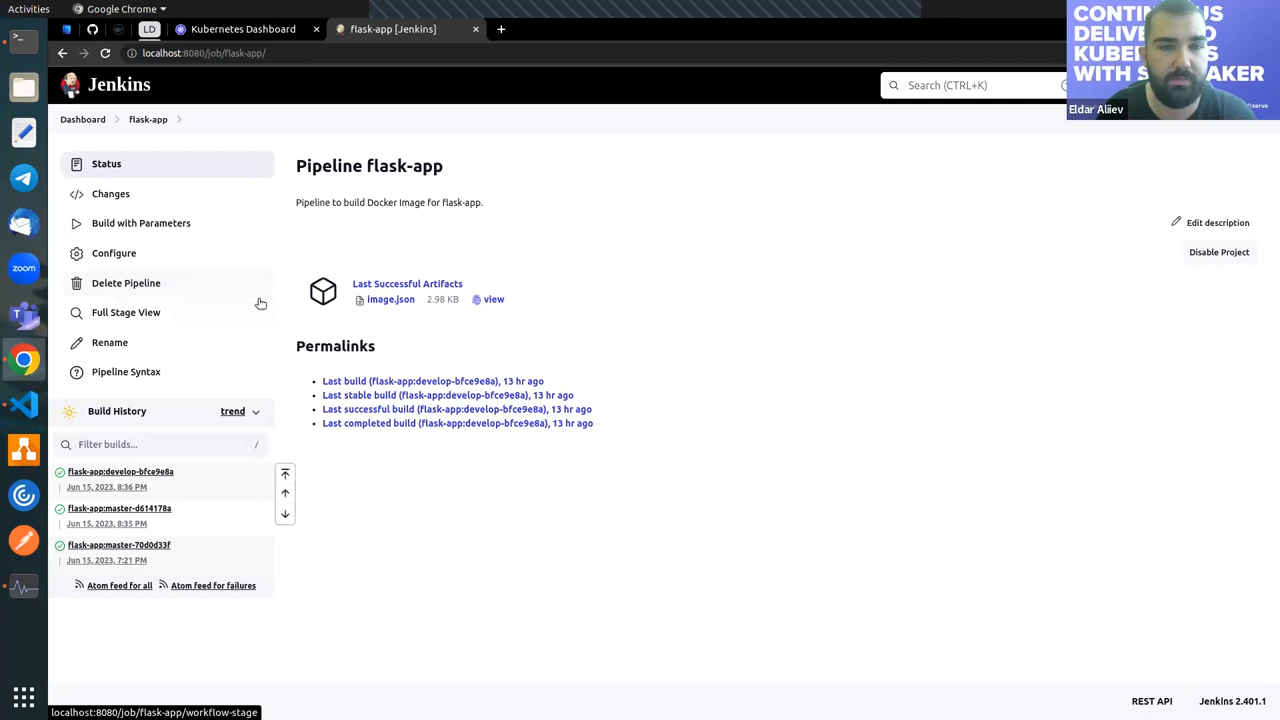 Activities
Google Chrome
LD
Kubernetes Dashboard
flask-app [Jenkins]
localhost:8080/job/flask-app/
Jenkins
Search (CTRL+K)
DELIVE
KUBE
WITH S
AKER
Eldar Aliiev
Dashboard
flask-app
Status
Changes
Build with Parameters
Configure
Delete Pipeline
Full Stage View
Rename
Pipeline Syntax
Build History
trend
Filter builds...
/
flask-app:develop-bfce9e8a
Jun 15, 2023, 8:36 PM
flask-app:master-d614178a
Jun 15, 2023, 8:35 PM
flask-app:master-70d0d33f
Jun 15, 2023, 7:21 PM
Atom feed for all
Atom feed for failures
Pipeline flask-app
Pipeline to build Docker Image for flask-app.
Edit description
Disable Project
Last Successful Artifacts
image.json 2.98 KB view
Permalinks
Last build (flask-app:develop-bfce9e8a), 13 hr ago
Last stable build (flask-app:develop-bfce9e8a), 13 hr ago
Last successful build (flask-app:develop-bfce9e8a), 13 hr ago
Last completed build (flask-app:develop-bfce9e8a), 13 hr ago
zoom
REST API
Jenkins 2.401.1
localhost:8080/job/flask-app/workflow-stage